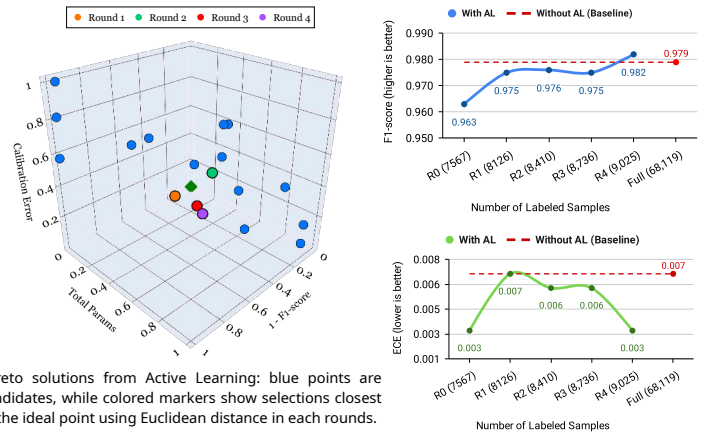 Round 1 Round 2 Round 3 Round 4
1
0.8
0.6
0.4
0.2
0
Calibration Error
0
0.2
0.4
0.6
0.8
1
Total Params
0
0.2
0.4
0.6
0.8
1
1 - F1-score
reto solutions from Active Learning: blue points are
ndidates, while colored markers show selections closest
the ideal point using Euclidean distance in each rounds.
With AL Without AL (Baseline)
F1-score (higher is better)
0.990
0.980
0.970
0.960
0.950
0.963
0.975
0.976
0.975
0.982
0.979
R0 (7567)
R1 (8126)
R2 (8,410)
R3 (8,736)
R4 (9,025)
Full (68,119)
Number of Labeled Samples
With AL Without AL (Baseline)
ECE (lower is better)
0.008
0.006
0.005
0.003
0.001
0.003
0.007
0.006
0.006
0.003
0.007
R0 (7567)
R1 (8126)
R2 (8,410)
R3 (8,736)
R4 (9,025)
Full (68,119)
Number of Labeled Samples